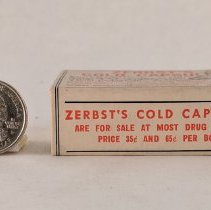 ZERBST'S COLD CAP
ARE FOR SALE AT MOST DRUG
PRICE 35¢ AND 65¢ PER BO